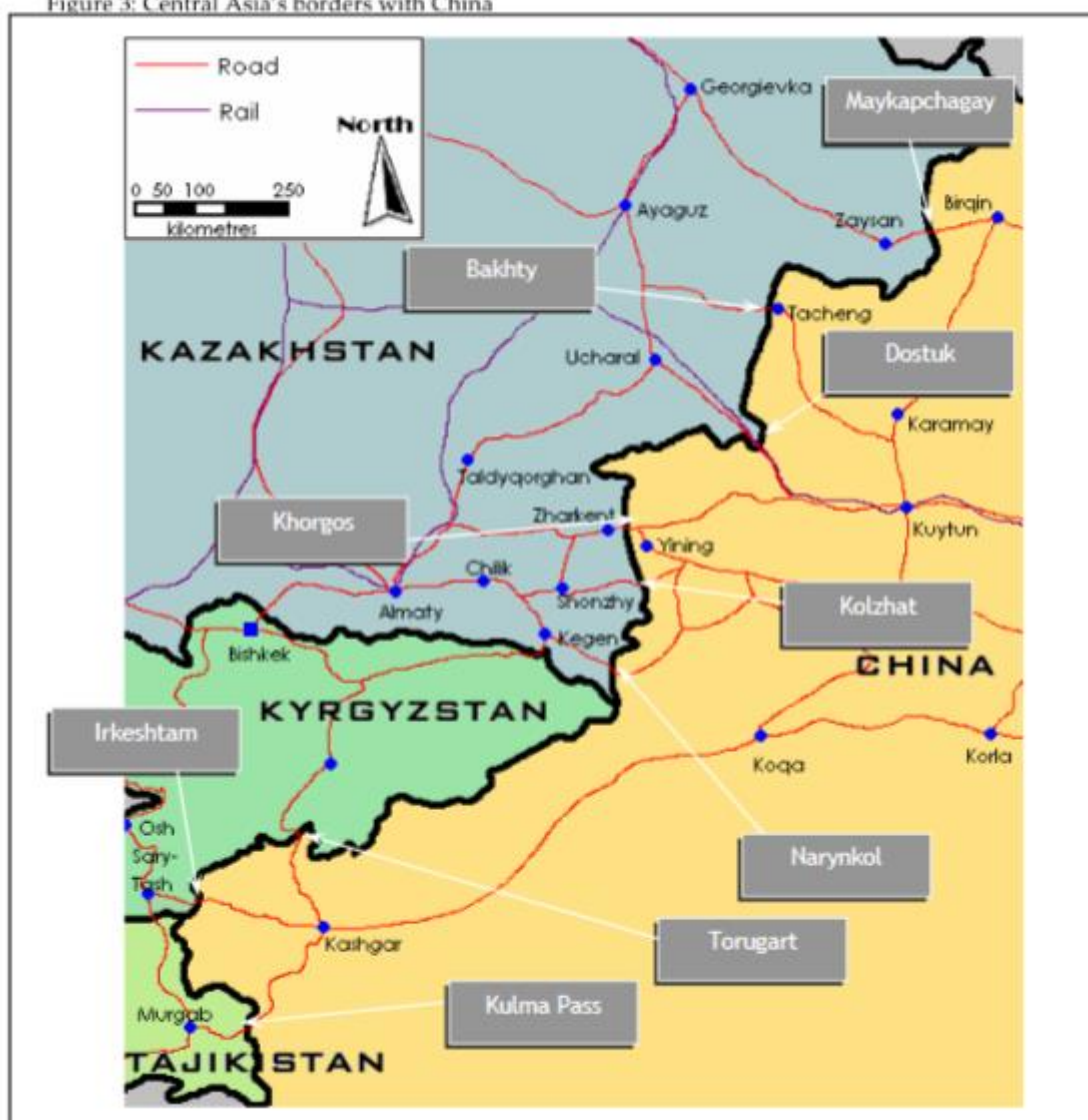 Figure 3: Central Asia's borders with China
Road
Rail
North
0 50 100 250
kilometres
Georgievka
Maykapchagay
Ayaguz
Zaysan
Birqin
Bakhty
Tacheng
KAZAKHSTAN
Ucharal
Dostuk
Karamay
Taldyqorghan
Khorgos
Zharkent
Kuytun
Yining
Chilik
Almaty
Shonzhy
Kolzhat
Kegen
Bishkek
CHINA
KYRGYZSTAN
Irkeshtam
Koqa
Korla
Osh
Sary-
Tash
Narynkol
Kashgar
Torugart
Kulma Pass
Murgab
TAJIKISTAN